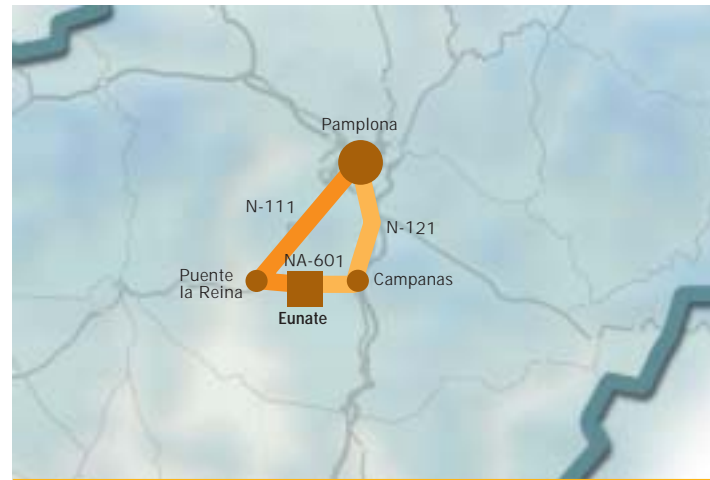 Pamplona
N-111
N-121
NA-601
Puente
la Reina
Campanas
Eunate